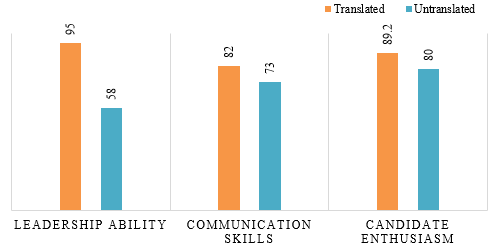 Translated Untranslated
95
58
82
73
89.2
80
LEADERSHIP ABILITY
COMMUNICATION
SKILLS
CANDIDATE
ENTHUSIASM